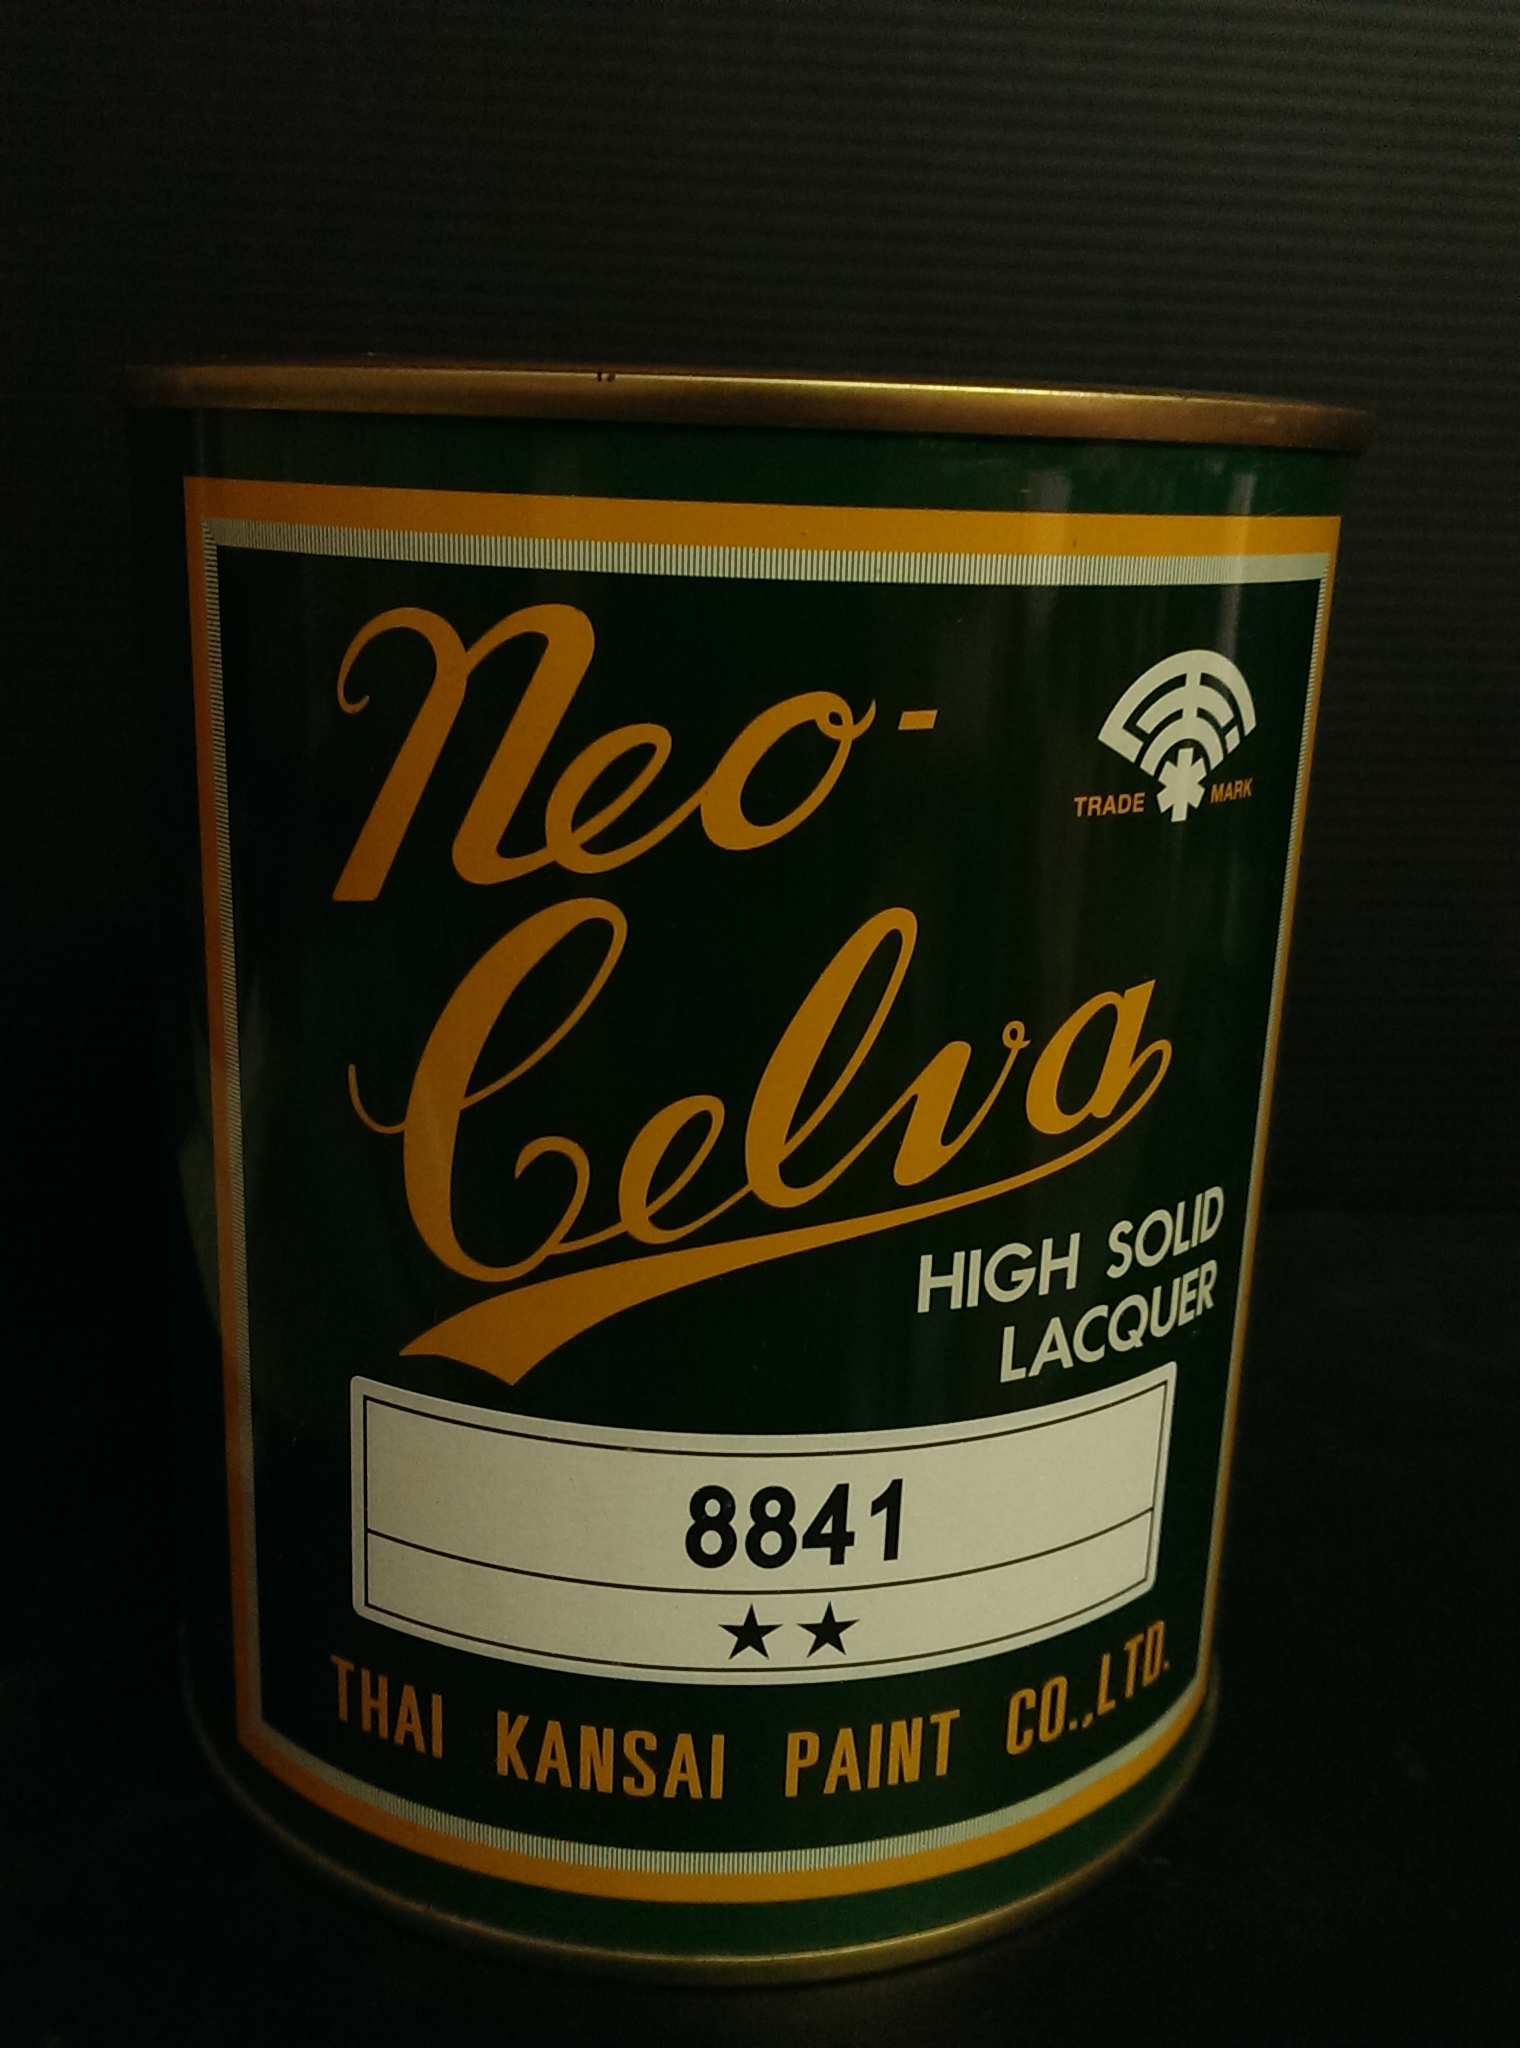 Neo-
TRADE MARK
Celva
HIGH SOLID
LACQUER
8841
★★
THAI KANSAI PAINT CO.,LTD.